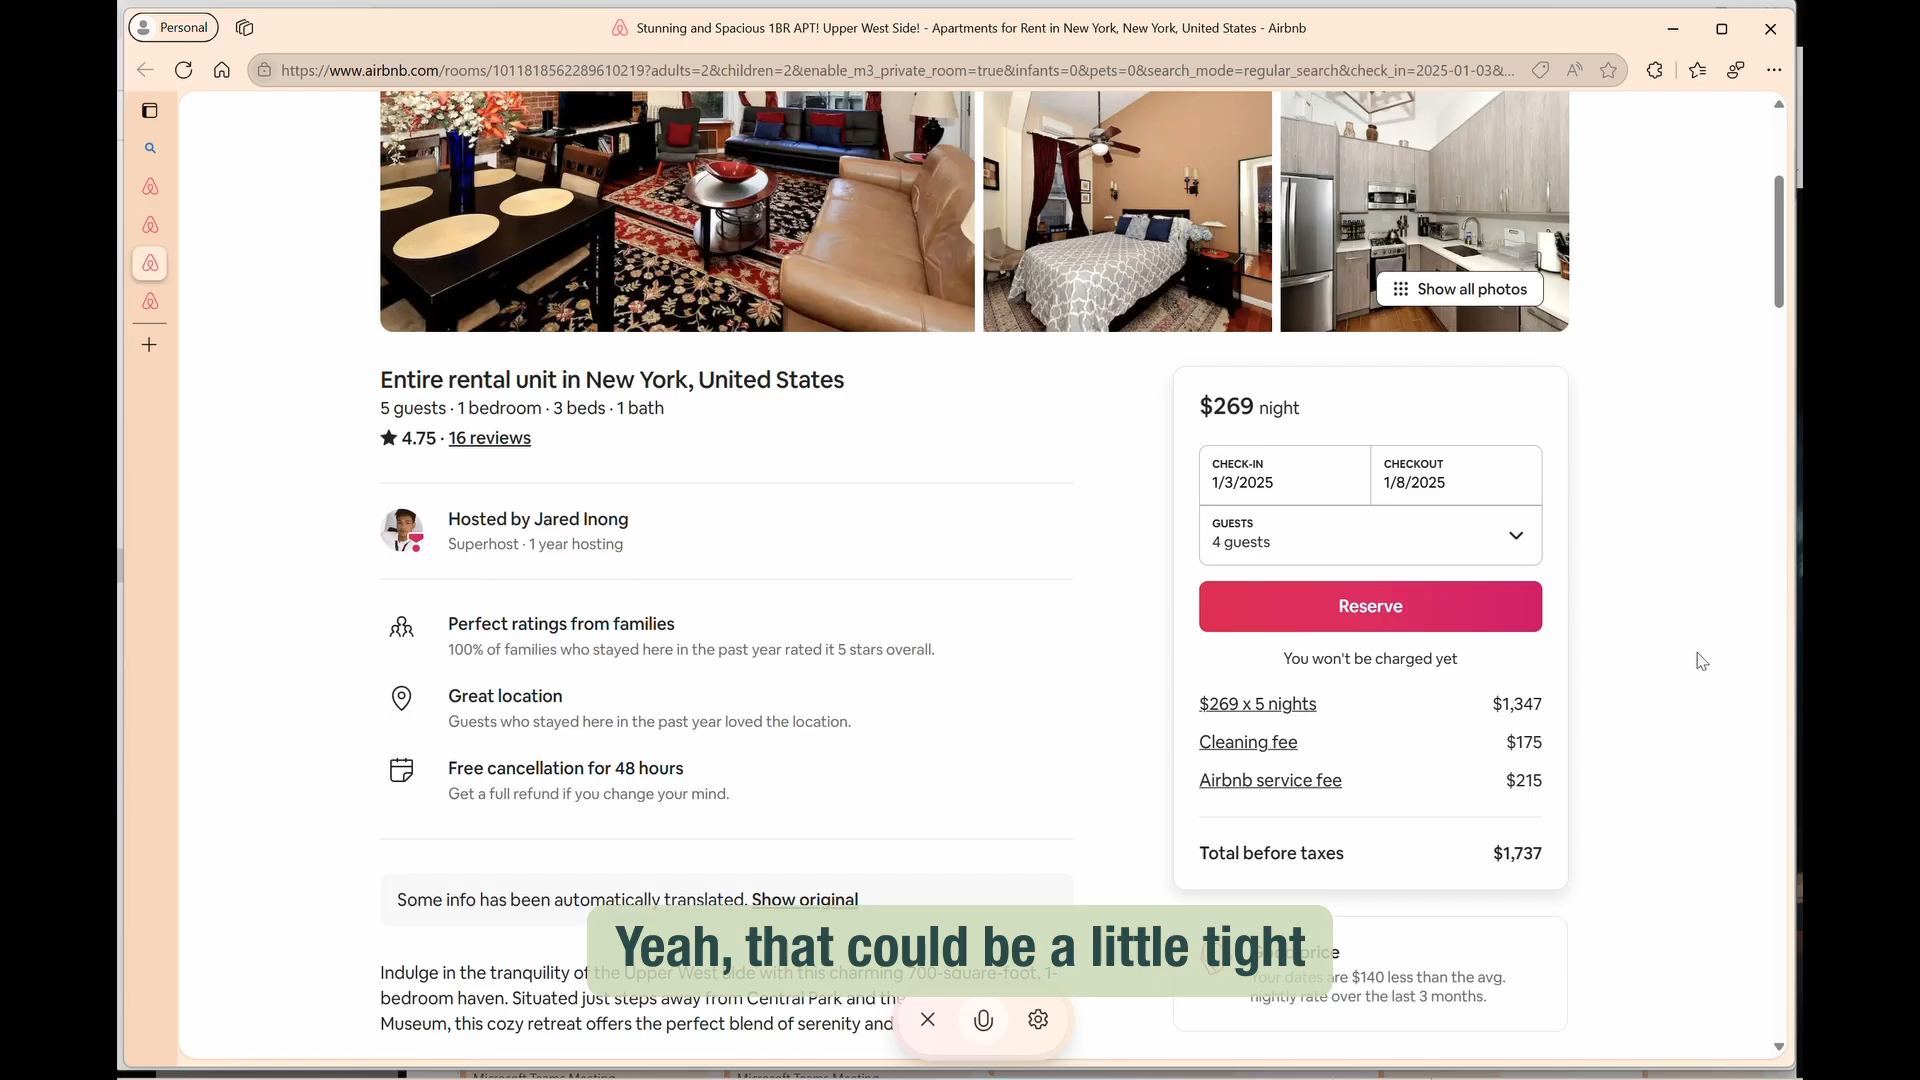 Personal
Stunning and Spacious 1BR APT! Upper West Side! - Apartments for Rent in New York, New York, United States - Airbnb
https://www.airbnb.com/rooms/1011818562289610219?adults=2&children=2&enable_m3_private_room=true&infants=0&pets=0&search_mode=regular_search&check_in=2025-01-03&...
Show all photos
Entire rental unit in New York, United States
5 guests · 1 bedroom · 3 beds · 1 bath
4.75 · 16 reviews
Hosted by Jared Inong
Superhost · 1 year hosting
Perfect ratings from families
100% of families who stayed here in the past year rated it 5 stars overall.
Great location
Guests who stayed here in the past year loved the location.
Free cancellation for 48 hours
Get a full refund if you change your mind.
Some info has been automatically translated. Show original
Indulge in the tranquility of the Upper West Side with this charming 700-square-foot, 1-
bedroom haven. Situated just steps away from Central Park and the
Museum, this cozy retreat offers the perfect blend of serenity and
$269 night
CHECK-IN
1/3/2025
CHECKOUT
1/8/2025
GUESTS
4 guests
Reserve
You won't be charged yet
$269 x 5 nights $1,347
Cleaning fee $175
Airbnb service fee $215
Total before taxes $1,737
Good price
Your dates are $140 less than the avg.
nightly rate over the last 3 months.
Yeah, that could be a little tight